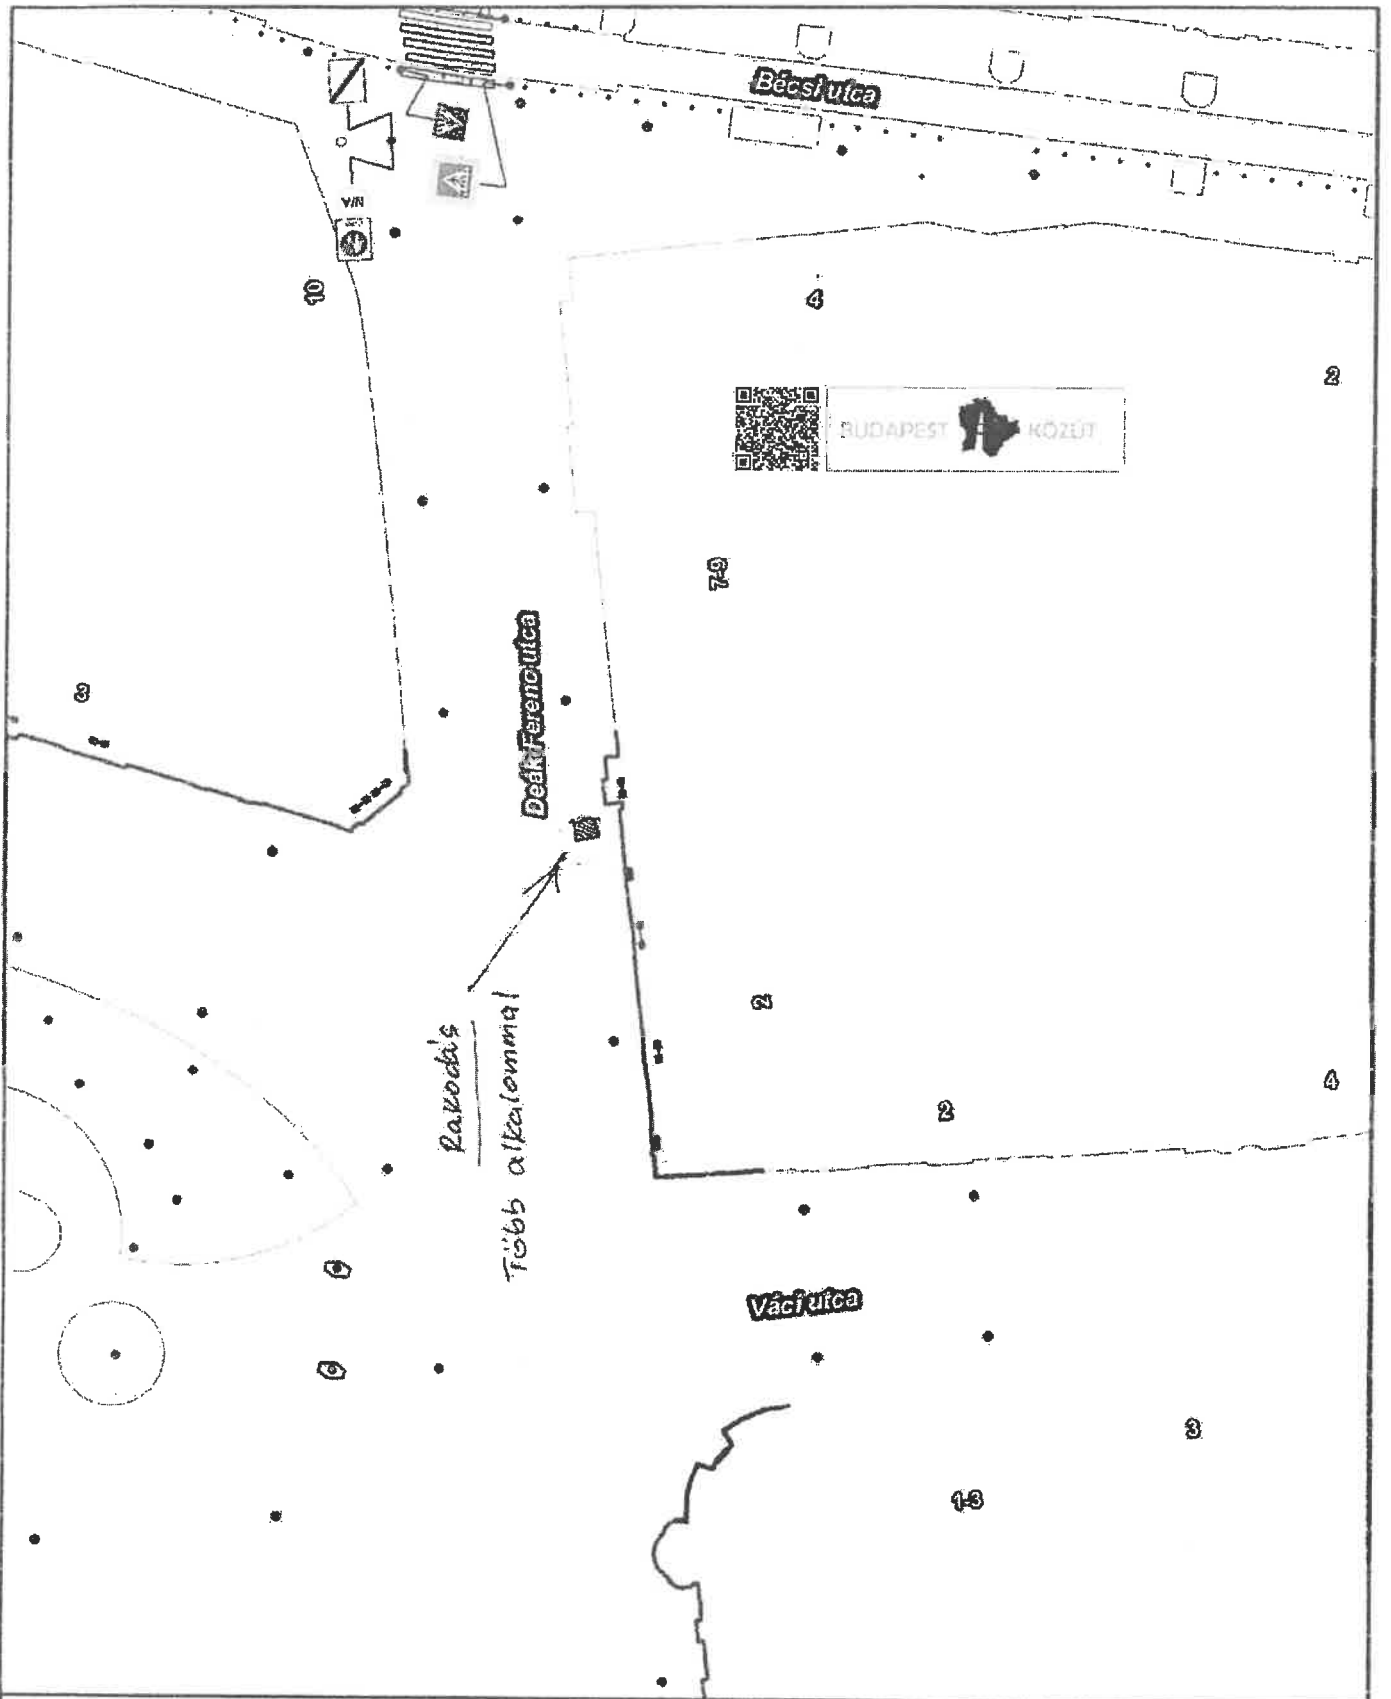 Bécsi utca
N/A
10
4
2
BUDAPEST KÖZÚT
7-9
Deák Ferenc utca
3
Rakodás
Több alkalommal
2
2
4
Váci utca
3
1-3